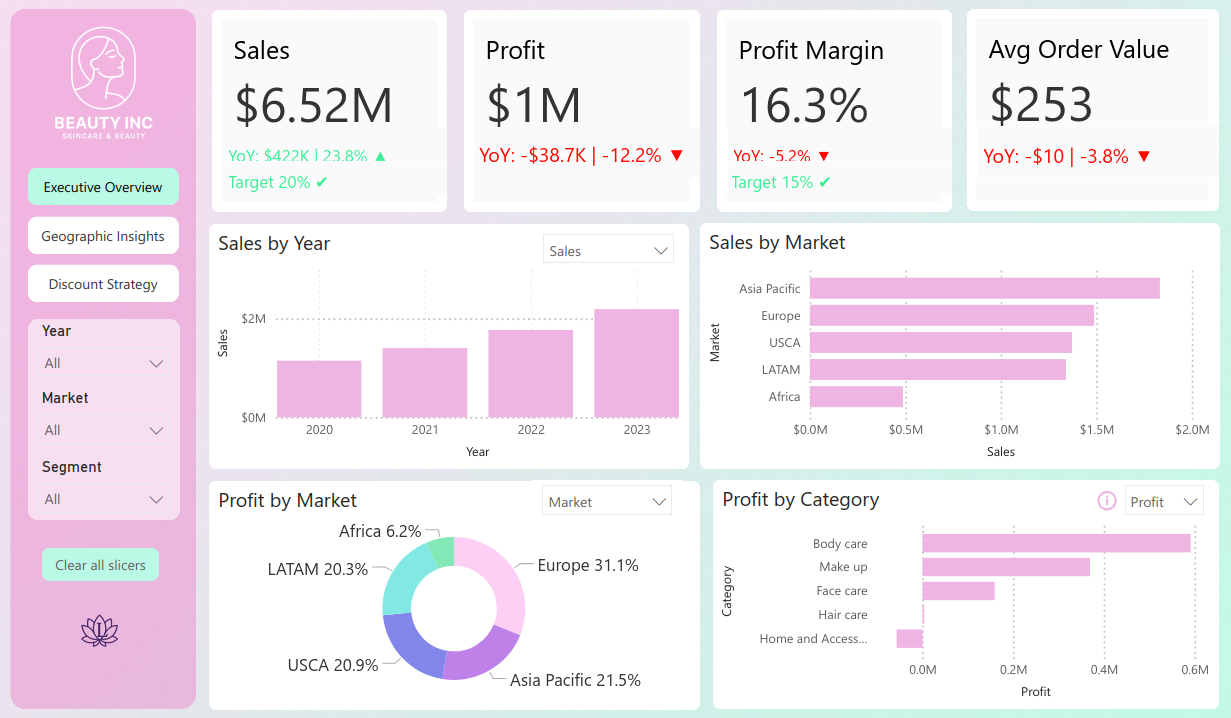 BEAUTY INC
SKINCARE & BEAUTY
Executive Overview
Geographic Insights
Discount Strategy
Year
All
Market
All
Segment
All
Clear all slicers
Sales
$6.52M
YoY: $422K | 23.8% ▲
Target 20% ✔
Profit
$1M
YoY: -$38.7K | -12.2% ▼
Profit Margin
16.3%
YoY: -5.2% ▼
Target 15% ✔
Avg Order Value
$253
YoY: -$10 | -3.8% ▼
Sales by Year
Sales
Sales
$2M
$0M
2020 2021 2022 2023
Year
Sales by Market
Market
Asia Pacific
Europe
USCA
LATAM
Africa
$0.0M $0.5M $1.0M $1.5M $2.0M
Sales
Profit by Market
Market
Africa 6.2%
LATAM 20.3%
Europe 31.1%
USCA 20.9%
Asia Pacific 21.5%
Profit by Category
i
Profit
Category
Body care
Make up
Face care
Hair care
Home and Access...
0.0M 0.2M 0.4M 0.6M
Profit